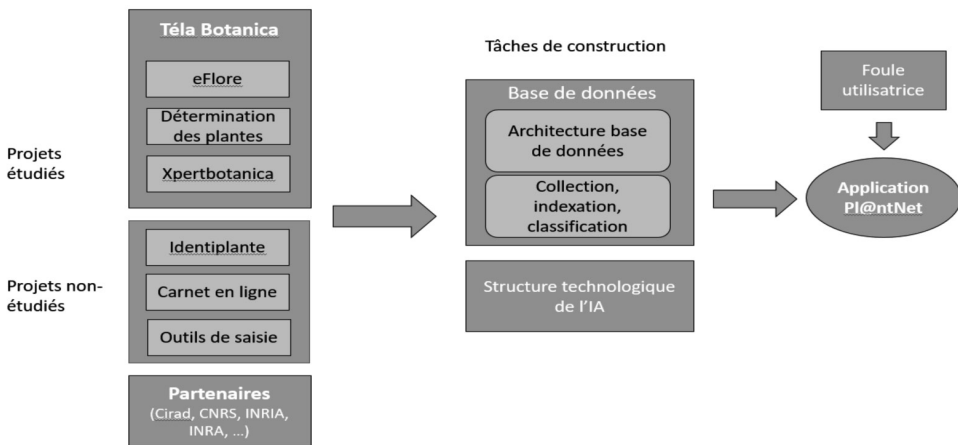 Téla Botanica
eFlore
Détermination
des plantes
Xpertbotanica
Projets
étudiés
Identiplante
Carnet en ligne
Outils de saisie
Projets non-
étudiés
Partenaires
(Cirad, CNRS, INRIA,
INRA, ...)
Tâches de construction
Base de données
Architecture base
de données
Collection,
indexation,
classification
Structure technologique
de l’IA
Foule
utilisatrice
Application
Pl@ntNet